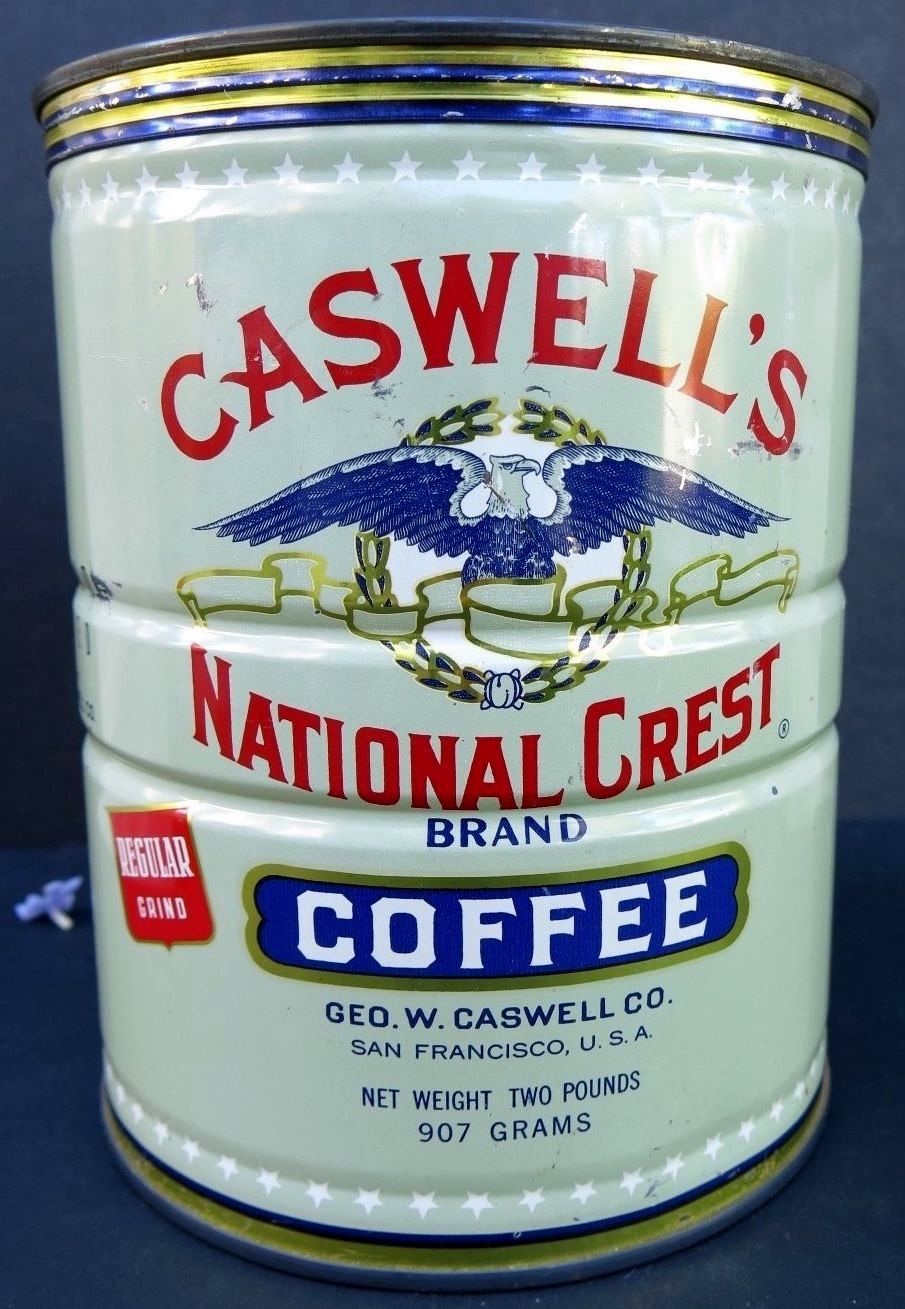 CASWELL'S
NATIONAL CREST ®
BRAND
REGULAR
GRIND
COFFEE
GEO. W. CASWELL CO.
SAN FRANCISCO, U. S. A.
NET WEIGHT TWO POUNDS
907 GRAMS